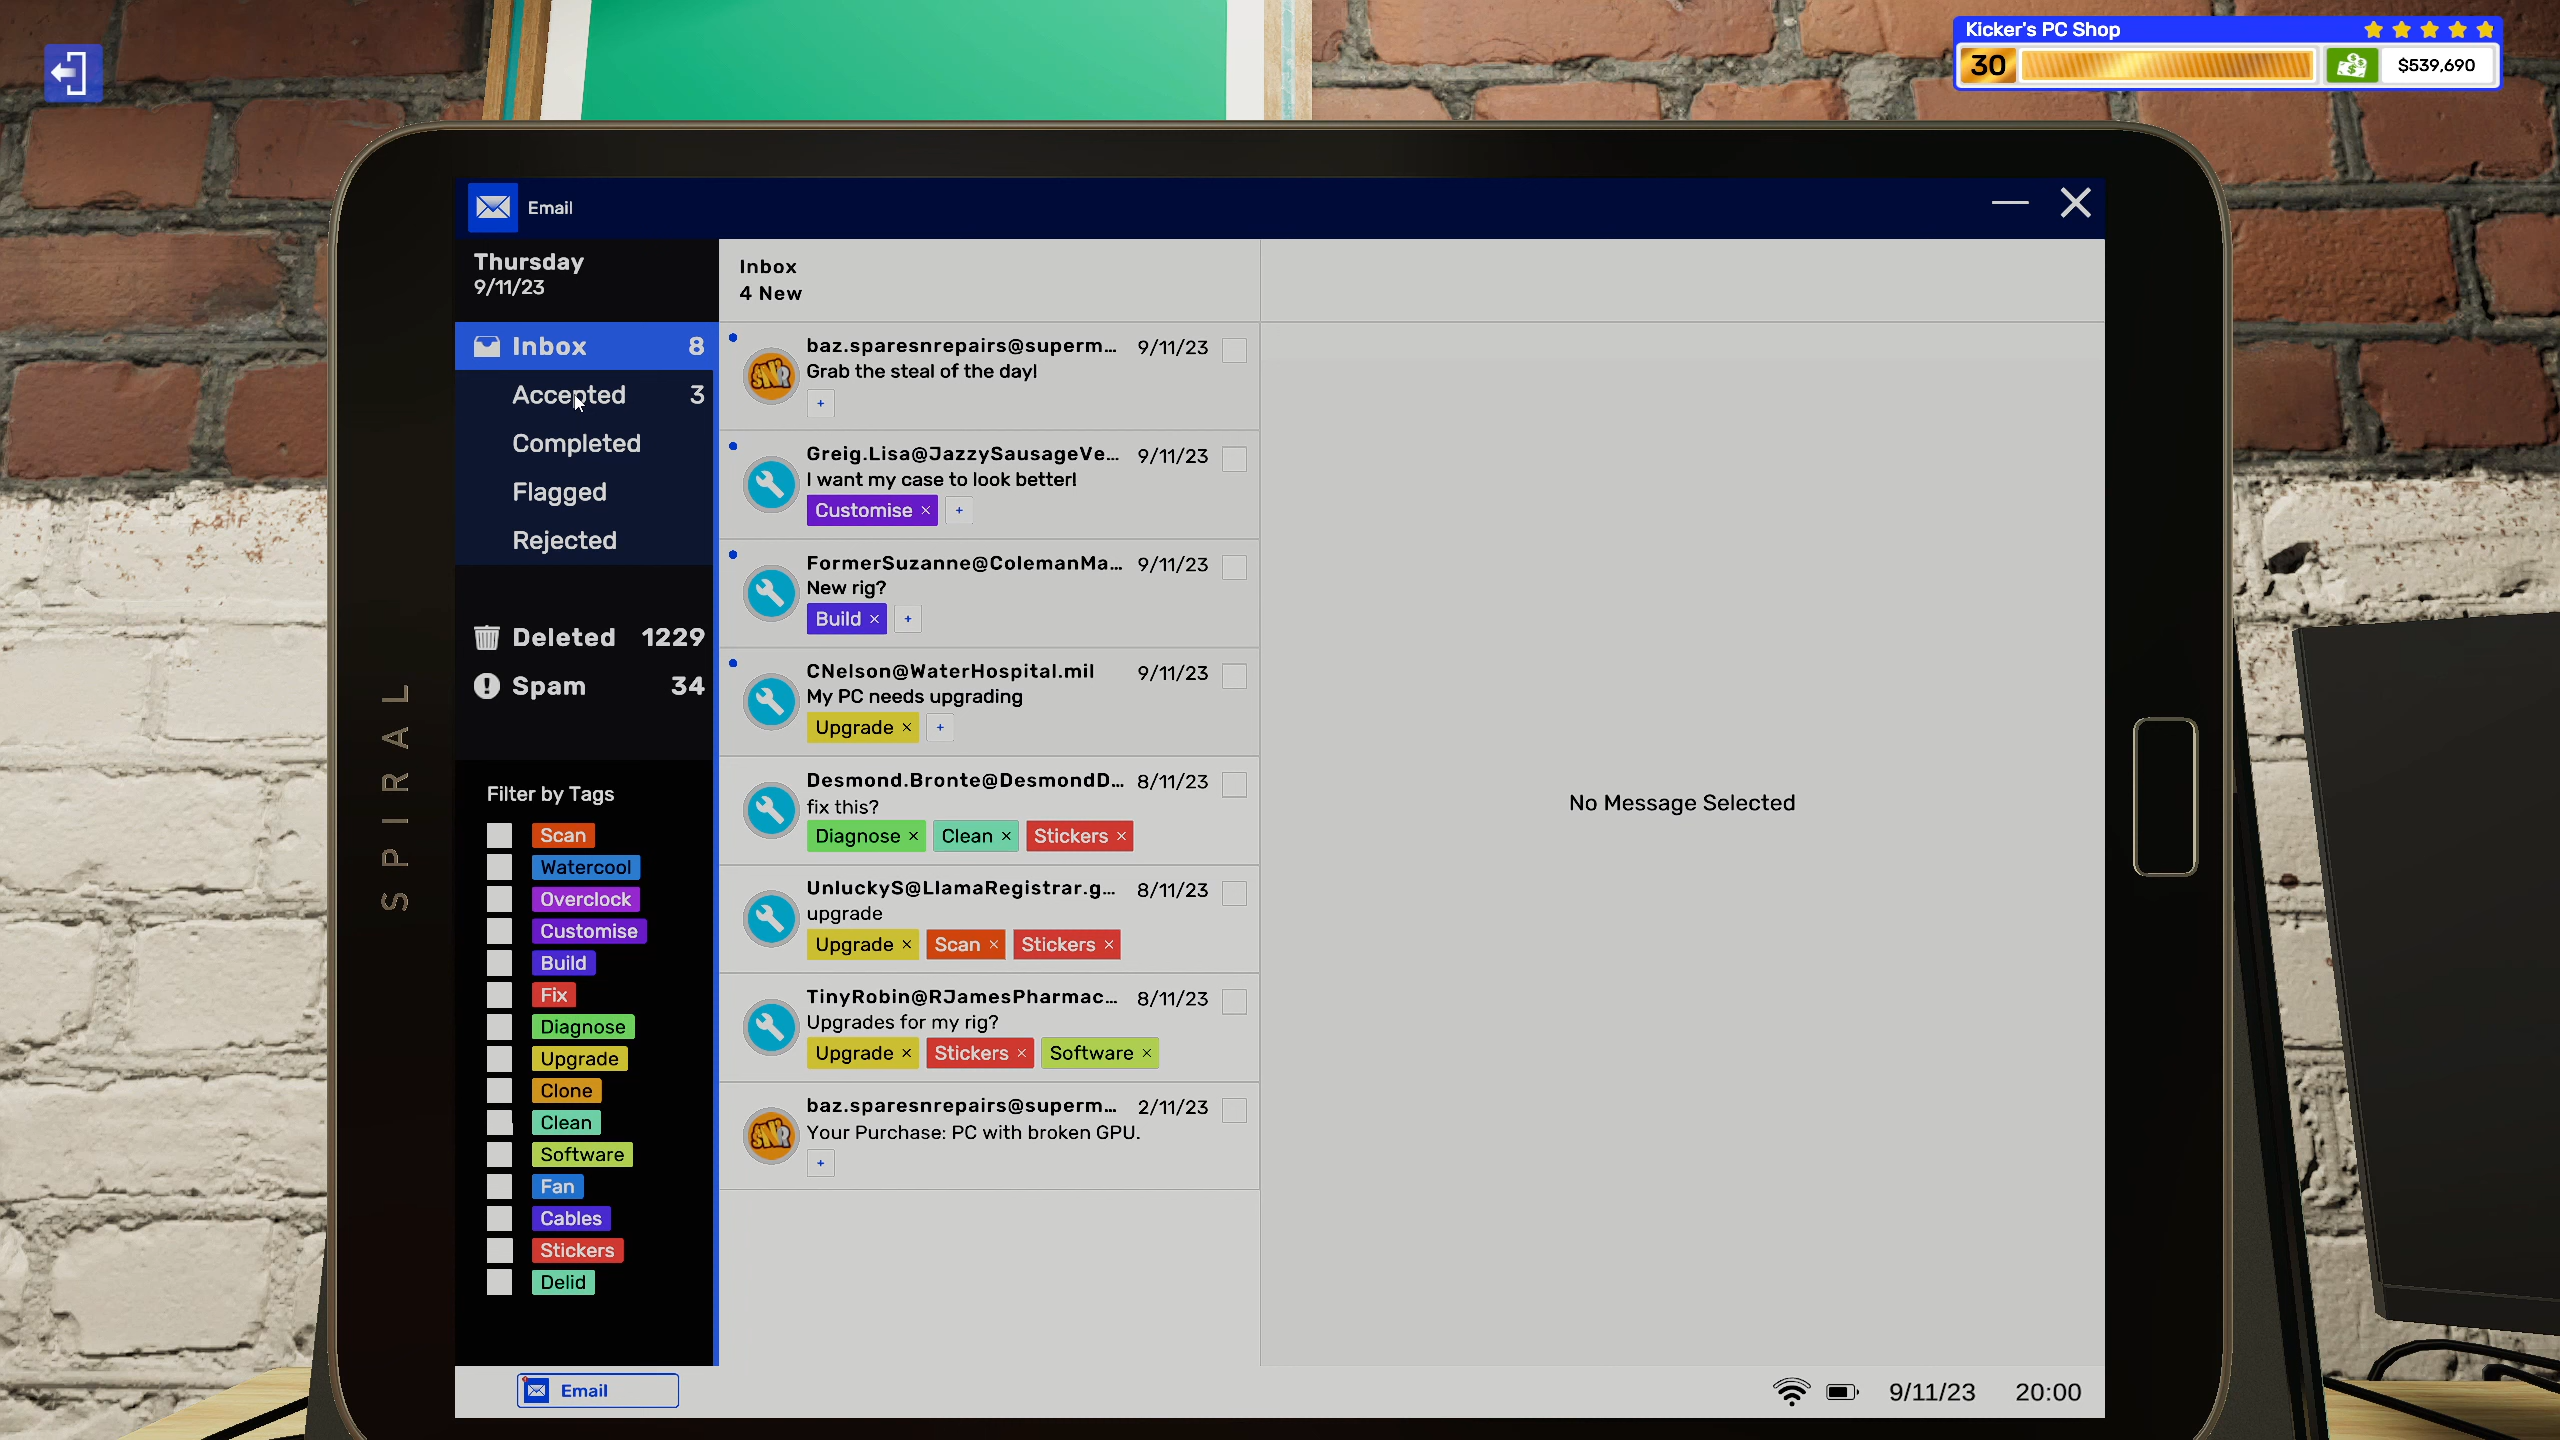 Kicker's PC Shop
30
$539,690
Email
Thursday
9/11/23
Inbox 8
Accepted 3
Completed
Flagged
Rejected
Deleted 1229
Spam 34
Filter by Tags
Scan
Watercool
Overclock
Customise
Build
Fix
Diagnose
Upgrade
Clone
Clean
Software
Fan
Cables
Stickers
Delid
Inbox
4 New
baz.sparesnrepairs@superm... 9/11/23
SNR
Grab the steal of the day!
+
Greig.Lisa@JazzySausageVe... 9/11/23
I want my case to look better!
Customise × +
FormerSuzanne@ColemanMa... 9/11/23
New rig?
Build × +
CNelson@WaterHospital.mil 9/11/23
My PC needs upgrading
Upgrade × +
Desmond.Bronte@DesmondD... 8/11/23
fix this?
Diagnose × Clean × Stickers ×
UnluckyS@LlamaRegistrar.g... 8/11/23
upgrade
Upgrade × Scan × Stickers ×
TinyRobin@RJamesPharmac... 8/11/23
Upgrades for my rig?
Upgrade × Stickers × Software ×
baz.sparesnrepairs@superm... 2/11/23
SNR
Your Purchase: PC with broken GPU.
+
No Message Selected
SPIRAL
Email
9/11/23 20:00